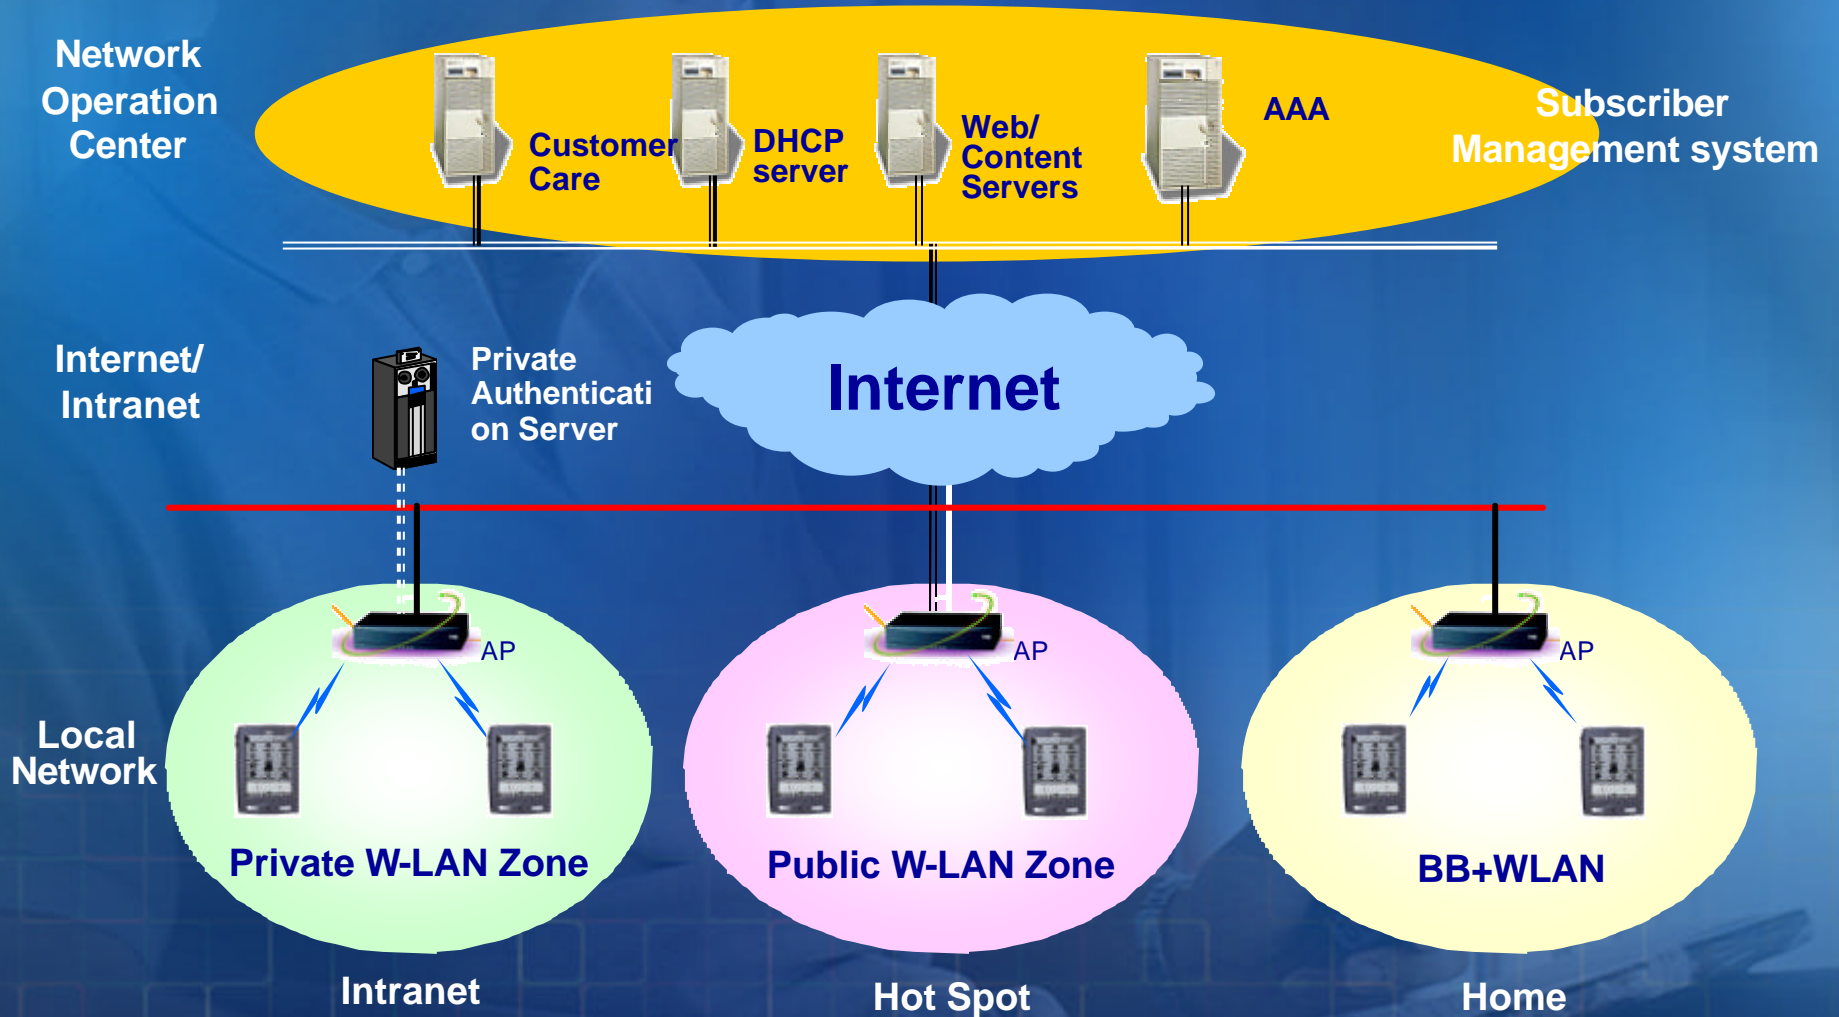 Network
Operation
Center
Customer
Care
DHCP
server
Web/
Content
Servers
AAA
Subscriber
Management system
Internet/
Intranet
Private
Authenticati
on Server
Internet
AP
AP
AP
Local
Network
Private W-LAN Zone
Public W-LAN Zone
BB+WLAN
Intranet
Hot Spot
Home